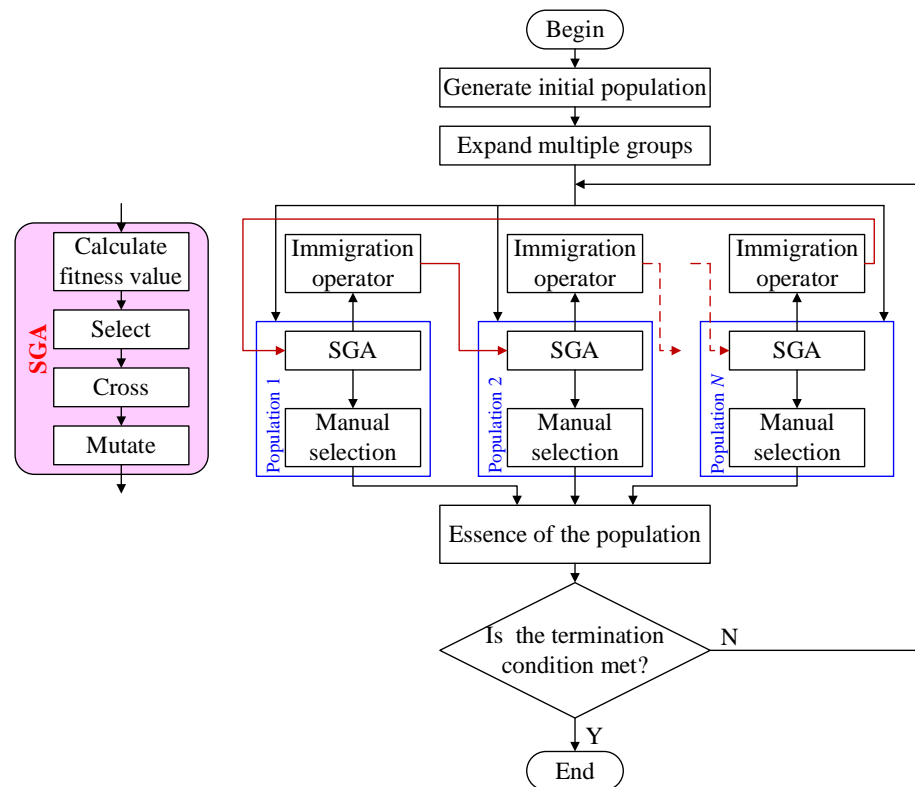 Begin
Generate initial population
Expand multiple groups
SGA
Calculate
fitness value
Select
Cross
Mutate
Immigration
operator
Immigration
operator
Immigration
operator
Population 1
SGA
Manual
selection
Population 2
SGA
Manual
selection
Population N
SGA
Manual
selection
Essence of the population
Is the termination
condition met?
N
Y
End